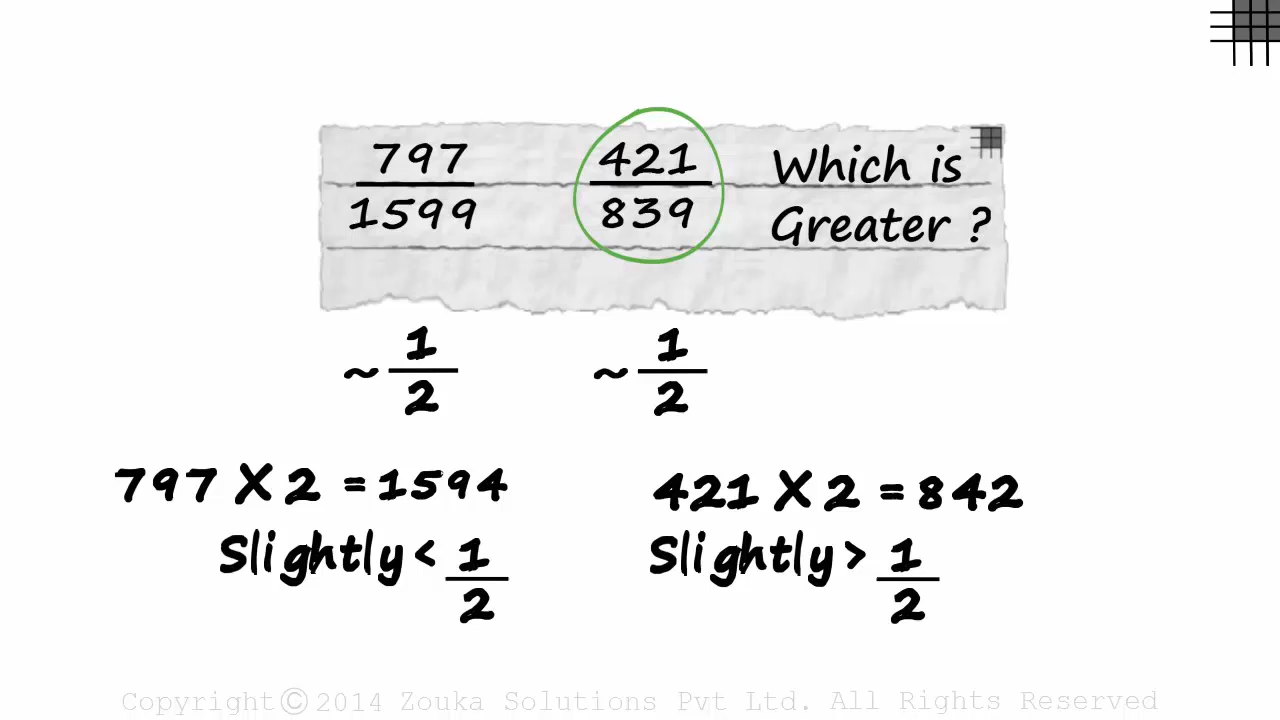 797
1599
421
839
Which is
Greater ?
~ 1
2
~ 1
2
797 X 2 = 1594
Slightly < 1
2
421 X 2 = 842
Slightly > 1
2
Copyright© 2014 Zouka Solutions Pvt Ltd. All Rights Reserved